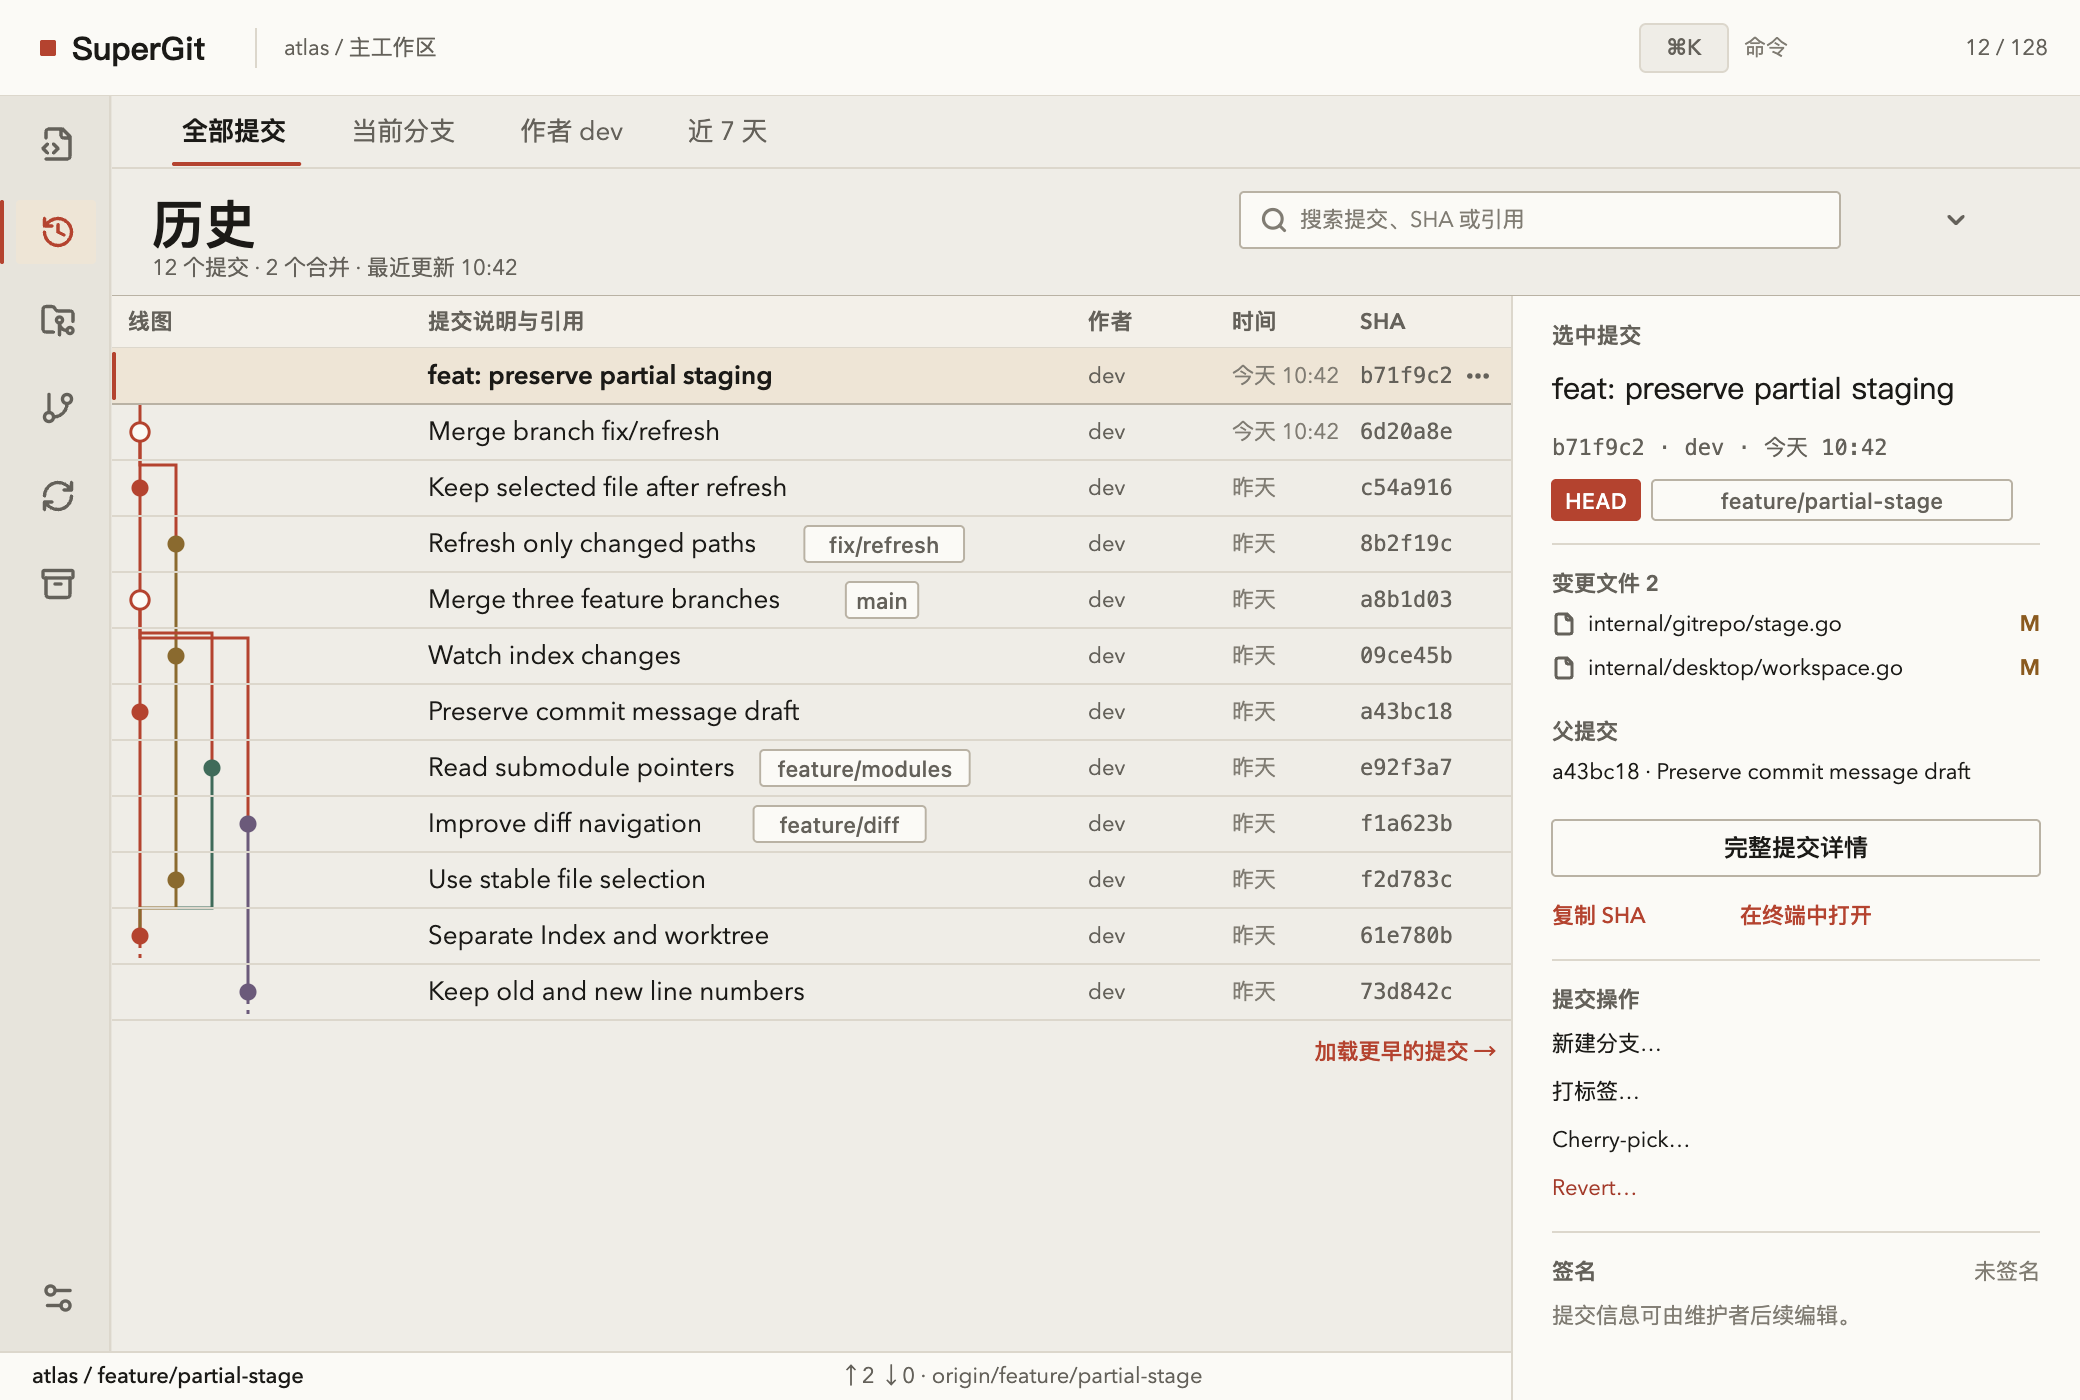 SuperGit
atlas / 主工作区
⌘K 命令
12 / 128
全部提交 当前分支 作者 dev 近 7 天
历史
12 个提交 · 2 个合并 · 最近更新 10:42
搜索提交、SHA 或引用
线图 提交说明与引用 作者 时间 SHA
feat: preserve partial staging dev 今天 10:42 b71f9c2 •••
Merge branch fix/refresh dev 今天 10:42 6d20a8e
Keep selected file after refresh dev 昨天 c54a916
Refresh only changed paths fix/refresh dev 昨天 8b2f19c
Merge three feature branches main dev 昨天 a8b1d03
Watch index changes dev 昨天 09ce45b
Preserve commit message draft dev 昨天 a43bc18
Read submodule pointers feature/modules dev 昨天 e92f3a7
Improve diff navigation feature/diff dev 昨天 f1a623b
Use stable file selection dev 昨天 f2d783c
Separate Index and worktree dev 昨天 61e780b
Keep old and new line numbers dev 昨天 73d842c
加载更早的提交 →
选中提交
feat: preserve partial staging
b71f9c2 · dev · 今天 10:42
HEAD feature/partial-stage
变更文件 2
internal/gitrepo/stage.go M
internal/desktop/workspace.go M
父提交
a43bc18 · Preserve commit message draft
完整提交详情
复制 SHA 在终端中打开
提交操作
新建分支…
打标签…
Cherry-pick…
Revert…
签名 未签名
提交信息可由维护者后续编辑。
atlas / feature/partial-stage
↑2 ↓0 · origin/feature/partial-stage